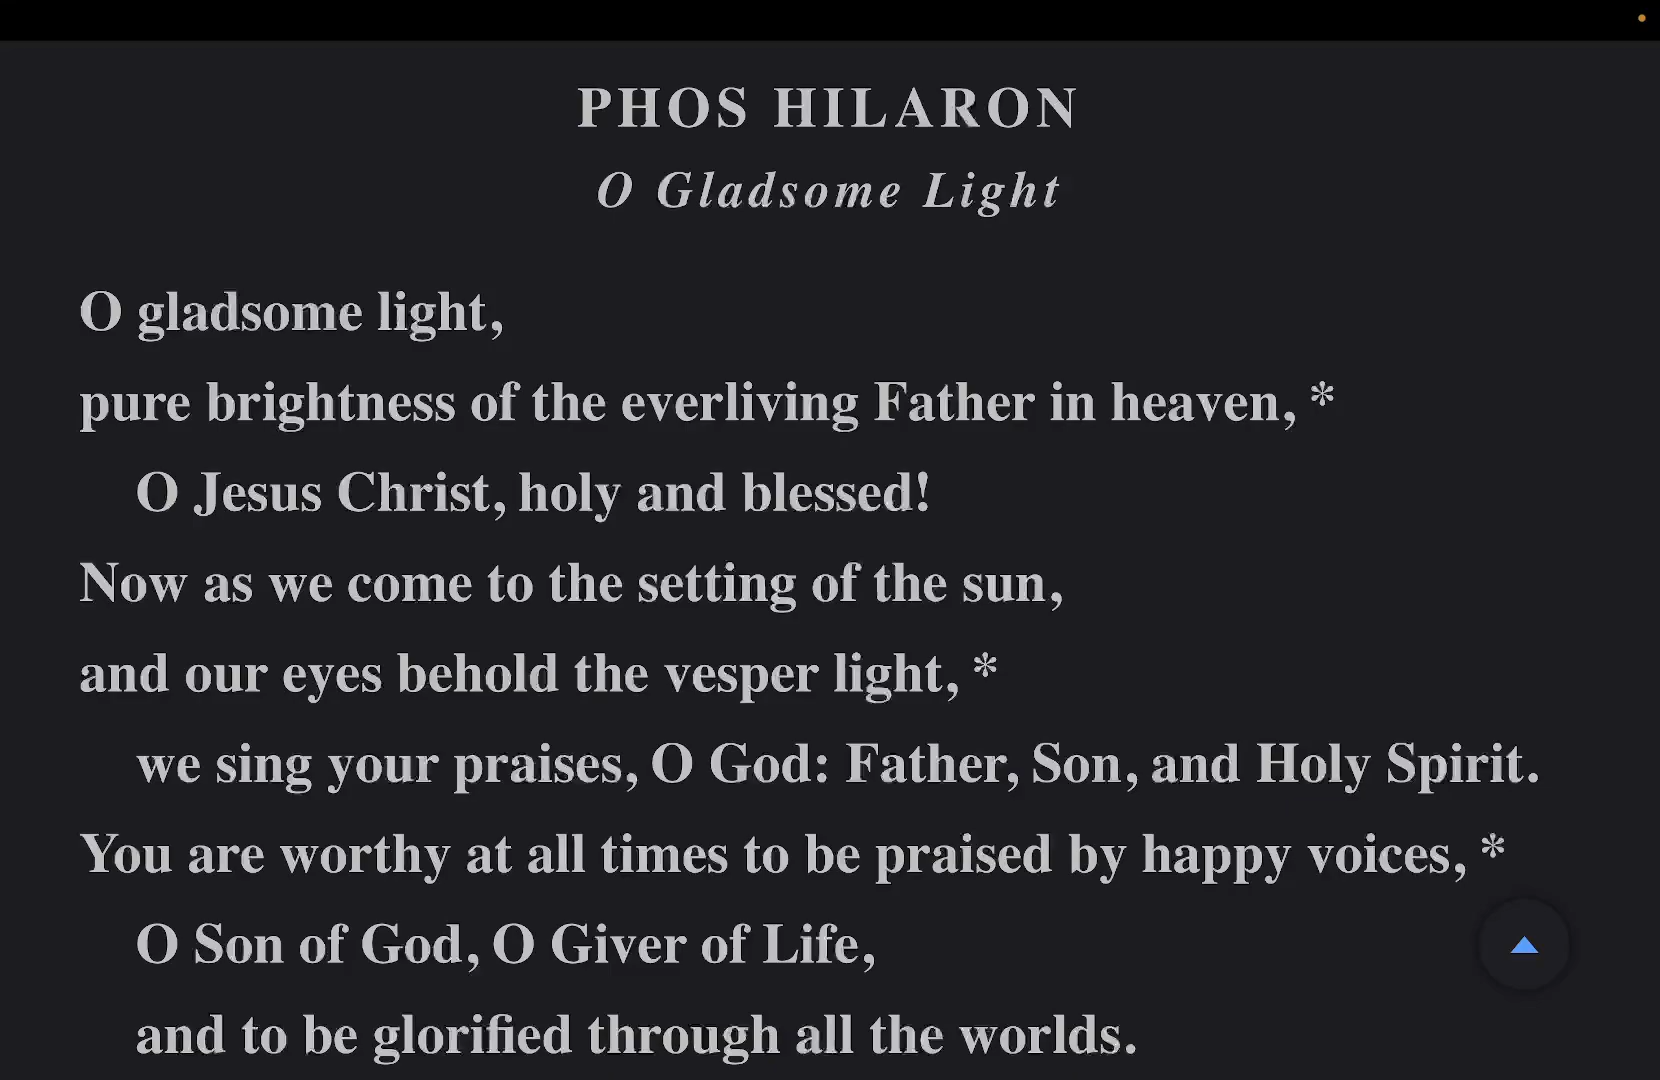 PHOS HILARON
O Gladsome Light
O gladsome light,
pure brightness of the everliving Father in heaven, *
O Jesus Christ, holy and blessed!
Now as we come to the setting of the sun,
and our eyes behold the vesper light, *
we sing your praises, O God: Father, Son, and Holy Spirit.
You are worthy at all times to be praised by happy voices, *
O Son of God, O Giver of Life,
and to be glorified through all the worlds.